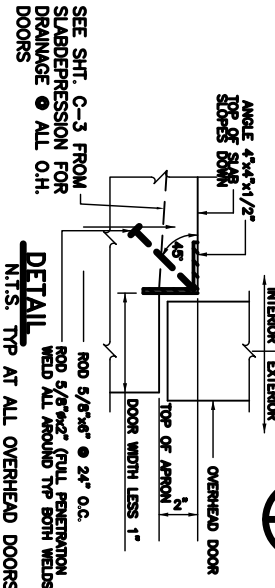 INTERIOR
EXTERIOR
ANGLE 4"x4"x1/2"
TOP OF SLAB
SLOPES DOWN
OVERHEAD DOOR
45°
2"
TOP OF APRON
DOOR WIDTH LESS 1"
SEE SHT. C-3 FROM
SLABDEPRESSION FOR
DRAINAGE @ ALL O.H.
DOORS
ROD 5/8"x6" @ 24" O.C.
ROD 5/8"øx2" (FULL PENETRATION
WELD ALL AROUND TYP BOTH WELDS
DETAIL
N.T.S. TYP AT ALL OVERHEAD DOORS